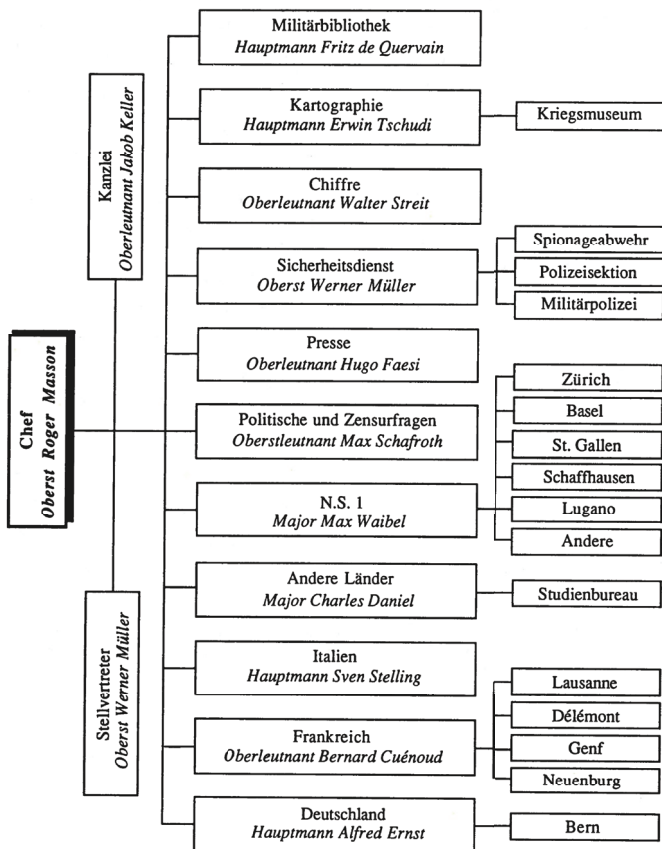 Chef
Oberst Roger Masson
Kanzlei
Oberleutnant Jakob Keller
Stellvertreter
Oberst Werner Müller
Militärbibliothek
Hauptmann Fritz de Quervain
Kartographie
Hauptmann Erwin Tschudi
Kriegsmuseum
Chiffre
Oberleutnant Walter Streit
Sicherheitsdienst
Oberst Werner Müller
Spionageabwehr
Polizeisektion
Militärpolizei
Presse
Oberleutnant Hugo Faesi
Politische und Zensurfragen
Oberstleutnant Max Schafroth
N.S. 1
Major Max Waibel
Zürich
Basel
St. Gallen
Schaffhausen
Lugano
Andere
Andere Länder
Major Charles Daniel
Studienbureau
Italien
Hauptmann Sven Stelling
Frankreich
Oberleutnant Bernard Cuénoud
Lausanne
Délémont
Genf
Neuenburg
Deutschland
Hauptmann Alfred Ernst
Bern